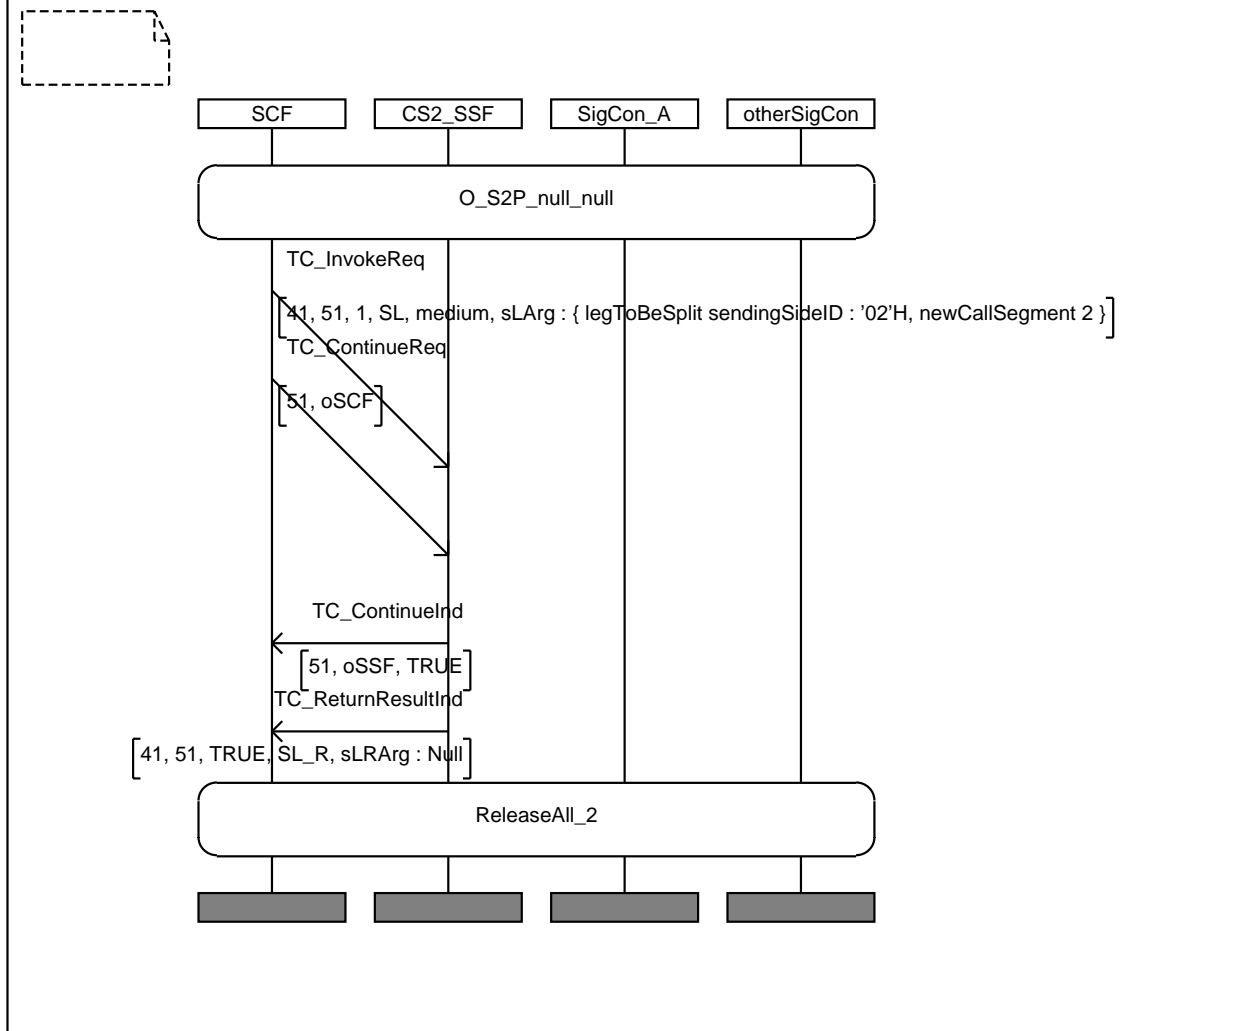 SCF
CS2_SSF
SigCon_A
otherSigCon
O_S2P_null_null
TC_InvokeReq
41, 51, 1, SL, medium, sLArg : { legToBeSplit sendingSideID : '02'H, newCallSegment 2 }
TC_ContinueReq
51, oSCF
TC_ContinueInd
51, oSSF, TRUE
TC_ReturnResultInd
41, 51, TRUE, SL_R, sLRArg : Null
ReleaseAll_2